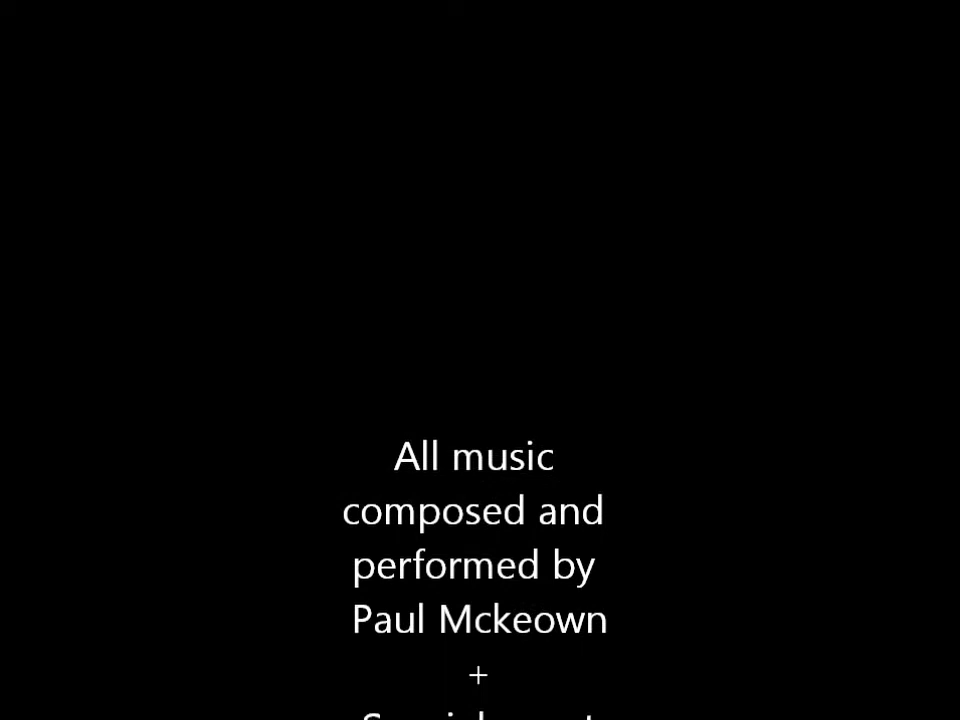 All music
composed and
performed by
Paul Mckeown
+